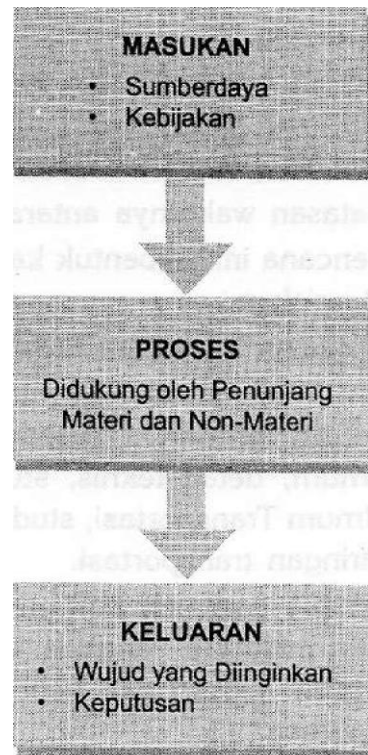 MASUKAN
• Sumberdaya
• Kebijakan
PROSES
Didukung oleh Penunjang
Materi dan Non-Materi
KELUARAN
• Wujud yang Diinginkan
• Keputusan